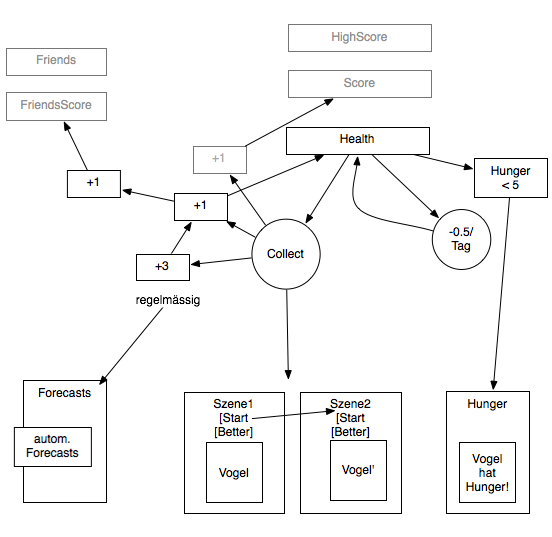 HighScore
Friends
Score
FriendsScore
Health
+1
Hunger
< 5
+1
+1
-0.5/
Tag
Collect
+3
regelmässig
Forecasts
autom.
Forecasts
Szene1
[Start
[Better]
Vogel
Szene2
[Start
[Better]
Vogel'
Hunger
Vogel
hat
Hunger!